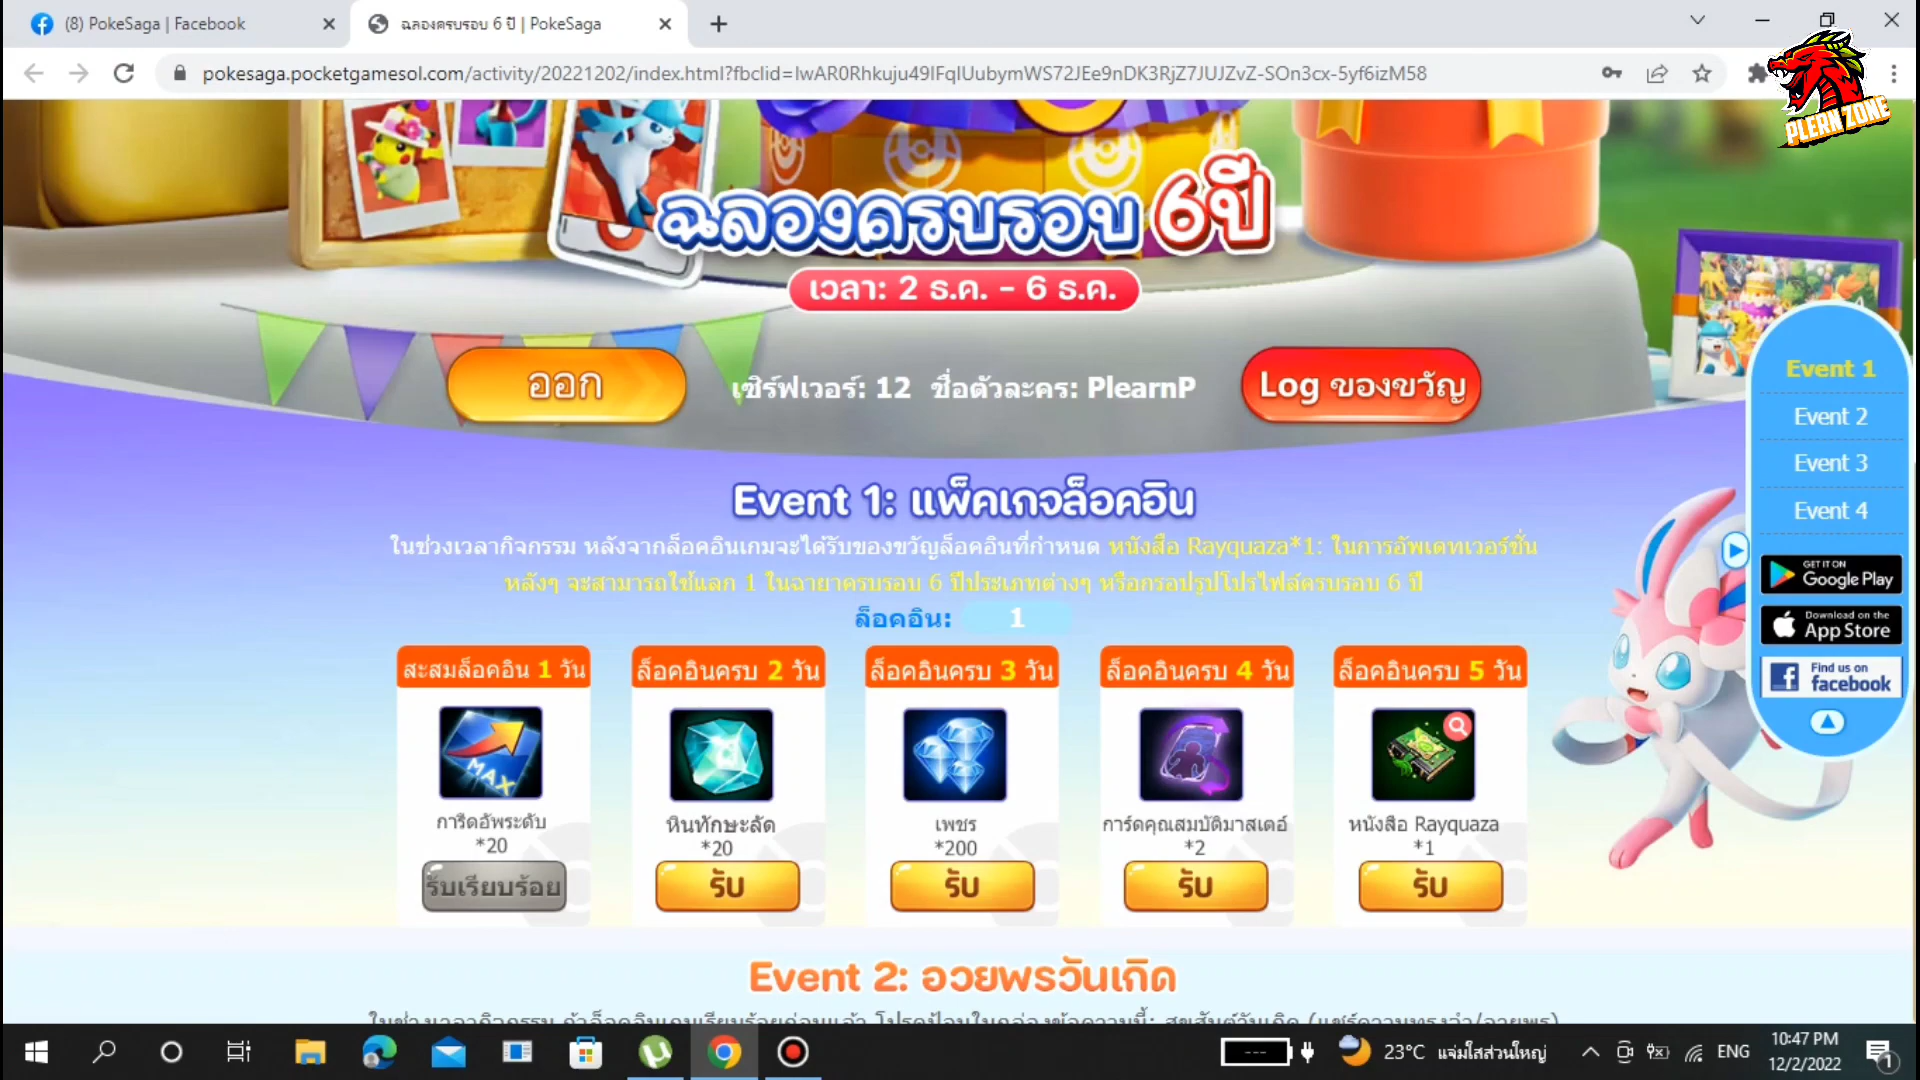 (8) PokeSaga | Facebook
ฉลองครบรอบ 6 ปี | PokeSaga
pokesaga.pocketgamesol.com/activity/20221202/index.html?fbclid=IwAR0Rhkuju49IFqIUubymWS72JEe9nDK3RjZ7JUJZvZ-SOn3cx-5yf6izM58
PLERN ZONE
ฉลองครบรอบ 6ปี
เวลา: 2 ธ.ค. - 6 ธ.ค.
ออก
เซิร์ฟเวอร์: 12 ชื่อตัวละคร: PlearnP
Log ของขวัญ
Event 1
Event 2
Event 3
Event 4
GET IT ON
Google Play
Download on the
App Store
Find us on
facebook
Event 1: แพ็คเกจล็อคอิน
ในช่วงเวลากิจกรรม หลังจากล็อคอินเกมจะได้รับของขวัญล็อคอินที่กำหนด หนังสือ Rayquaza*1: ในการอัพเดทเวอร์ชั่น
หลังๆ จะสามารถใช้แลก 1 ในฉายาครบรอบ 6 ปีประเภทต่างๆ หรือกรอปรูปโปรไฟล์ครบรอบ 6 ปี
ล็อคอิน: 1
สะสมล็อคอิน 1 วัน
ล็อคอินครบ 2 วัน
ล็อคอินครบ 3 วัน
ล็อคอินครบ 4 วัน
ล็อคอินครบ 5 วัน
MAX
การืดอัพระดับ
*20
หินทักษะลัด
*20
เพชร
*200
การ์ดคุณสมบัติมาสเตอ์
*2
หนังสือ Rayquaza
*1
รับเรียบร้อย
รับ
รับ
รับ
รับ
Event 2: อวยพรวันเกิด
23°C แจ่มใสส่วนใหญ่
ENG
10:47 PM
12/2/2022
1